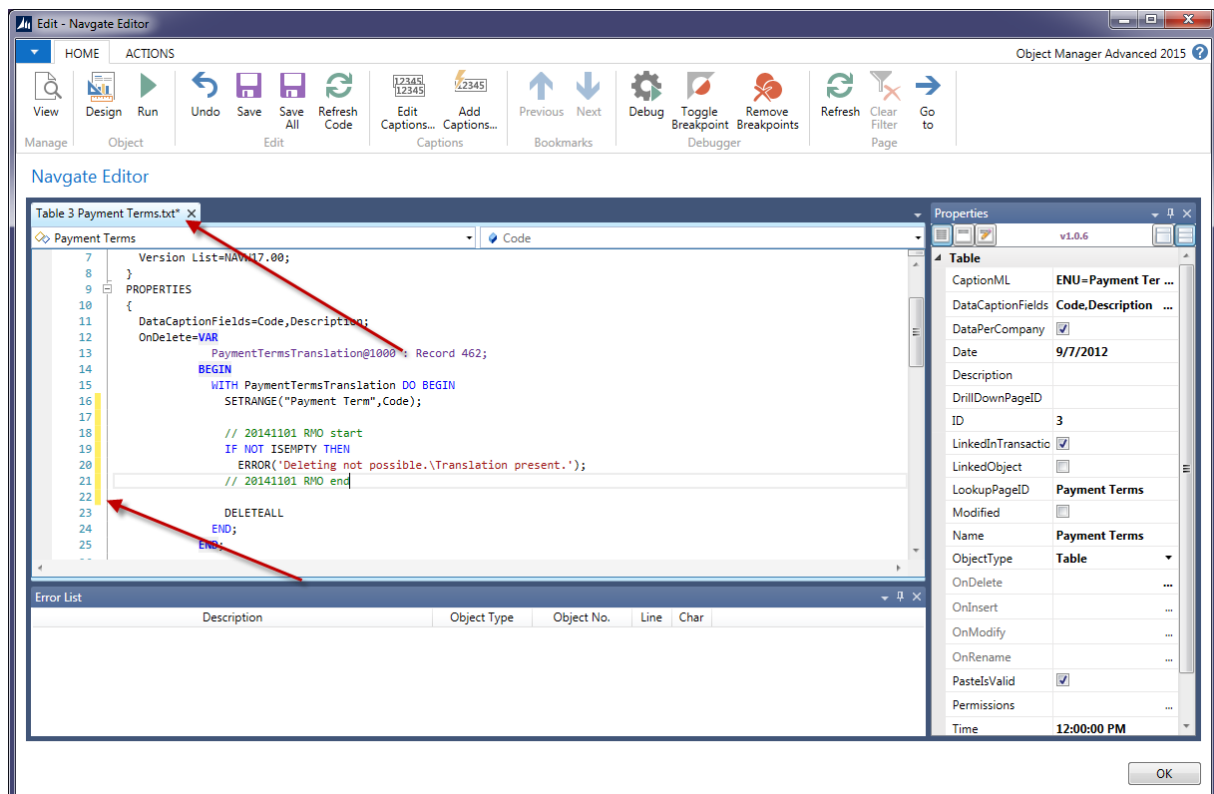 Edit - Navgate Editor
HOME ACTIONS
Object Manager Advanced 2015
View Design Run Undo Save Save All Refresh Code Edit Captions... Add Captions... Previous Next Debug Toggle Breakpoint Remove Breakpoints Refresh Clear Filter Go to
12345 12345 12345
Manage Object Edit Captions Bookmarks Debugger Page
Navgate Editor
Table 3 Payment Terms.txt*
Payment Terms
Code
7 Version List=NAVW17.00;
8 }
9 PROPERTIES
10 {
11 DataCaptionFields=Code,Description;
12 OnDelete=VAR
13 PaymentTermsTranslation@1000 : Record 462;
14 BEGIN
15 WITH PaymentTermsTranslation DO BEGIN
16 SETRANGE("Payment Term",Code);
17
18 // 20141101 RMO start
19 IF NOT ISEMPTY THEN
20 ERROR('Deleting not possible.\Translation present.');
21 // 20141101 RMO end
22
23 DELETEALL
24 END;
25 END;
Error List
Description Object Type Object No. Line Char
Properties
v1.0.6
Table
CaptionML ENU=Payment Ter ...
DataCaptionFields Code,Description ...
DataPerCompany
Date 9/7/2012
Description
DrillDownPageID
ID 3
LinkedInTransactio
LinkedObject
LookupPageID Payment Terms
Modified
Name Payment Terms
ObjectType Table
OnDelete ...
OnInsert ...
OnModify ...
OnRename ...
PasteIsValid
Permissions ...
Time 12:00:00 PM
OK